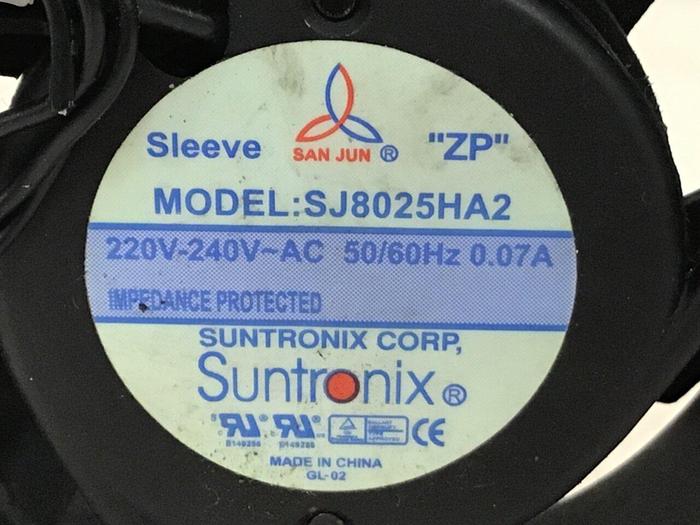 Sleeve SAN JUN ® "ZP"
MODEL:SJ8025HA2
220V-240V~AC 50/60Hz 0.07A
IMPEDANCE PROTECTED
SUNTRONIX CORP,
Suntronix ®
CE
MADE IN CHINA
GL-02